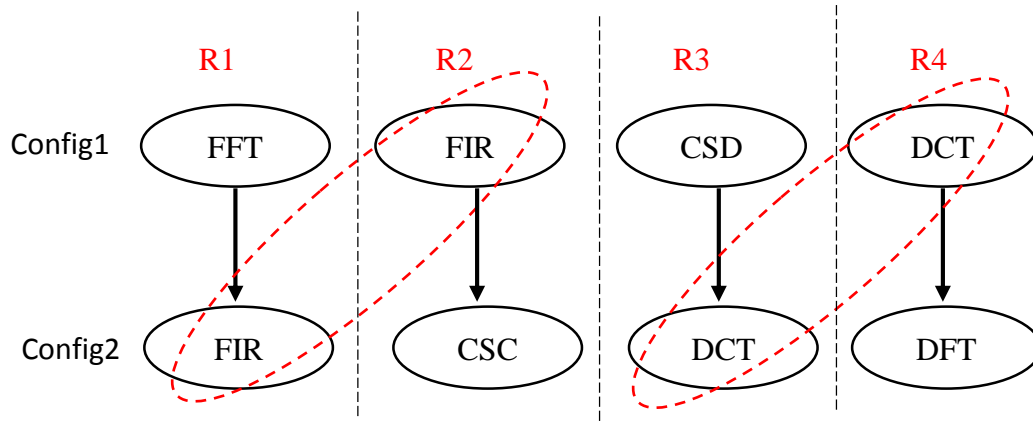 R1 R2 R3 R4
Config1 FFT FIR CSD DCT
Config2 FIR CSC DCT DFT